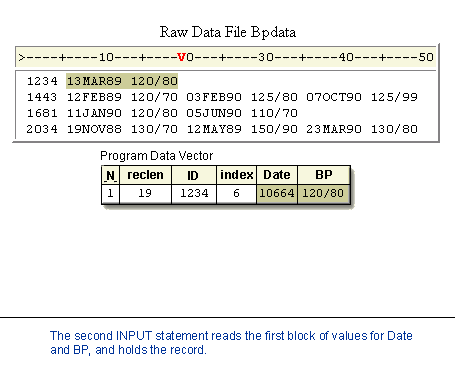 Raw Data File Bpdata
>----+----10---+----V0---+----30---+----40---+----50
1234 13MAR89 120/80
1443 12FEB89 120/70 03FEB90 125/80 07OCT90 125/99
1681 11JAN90 120/80 05JUN90 110/70
2034 19NOV88 130/70 12MAY89 150/90 23MAR90 130/80
Program Data Vector
_N_ reclen ID index Date BP
1 19 1234 6 10664 120/80
The second INPUT statement reads the first block of values for Date
and BP, and holds the record.